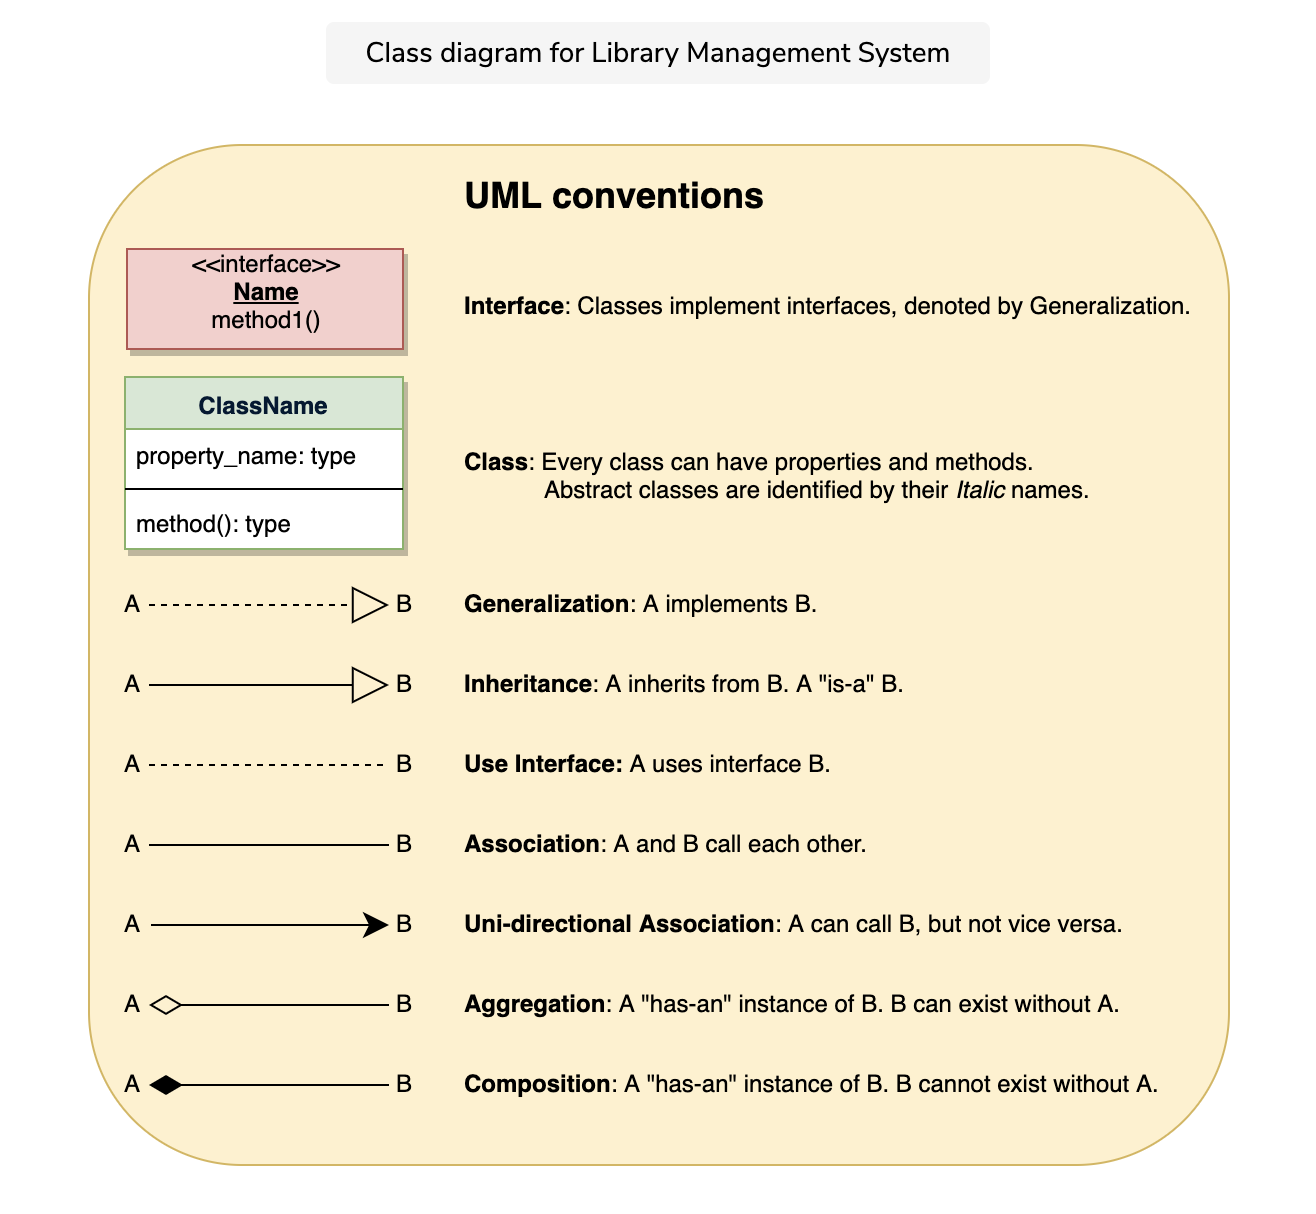 Class diagram for Library Management System
UML conventions
<<interface>>
Name
method1()
Interface: Classes implement interfaces, denoted by Generalization.
ClassName
property_name: type
method(): type
Class: Every class can have properties and methods.
Abstract classes are identified by their Italic names.
A B Generalization: A implements B.
A B Inheritance: A inherits from B. A "is-a" B.
A B Use Interface: A uses interface B.
A B Association: A and B call each other.
A B Uni-directional Association: A can call B, but not vice versa.
A B Aggregation: A "has-an" instance of B. B can exist without A.
A B Composition: A "has-an" instance of B. B cannot exist without A.